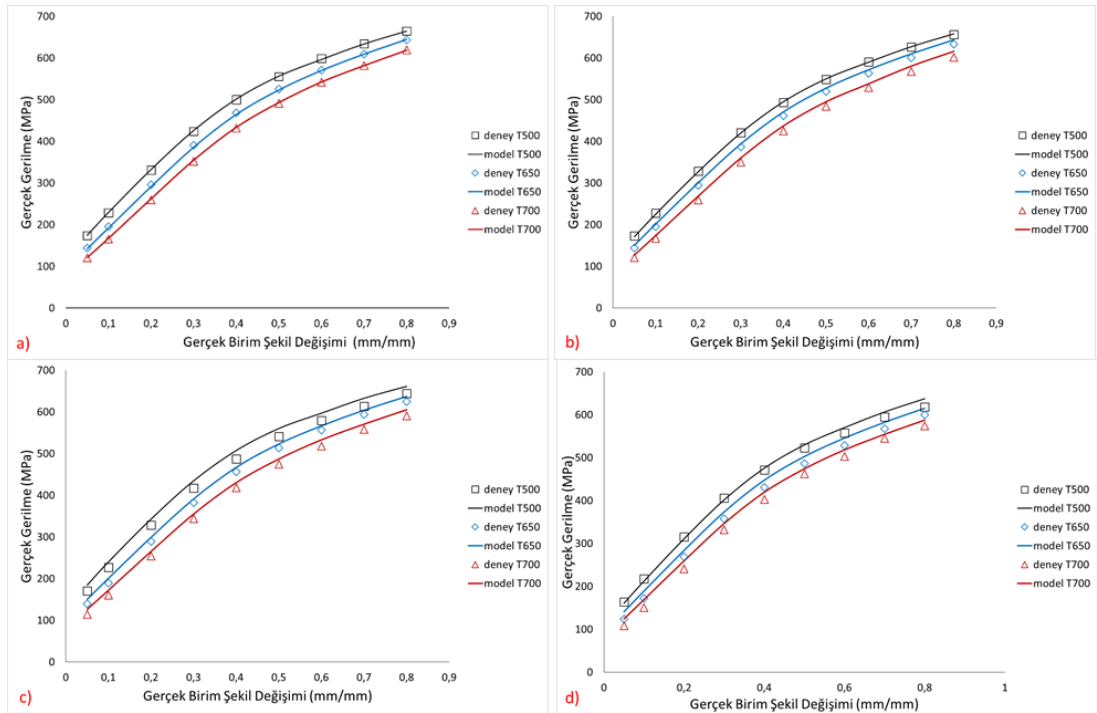 700
600
500
400
300
200
100
0
Gerçek Gerilme (MPa)
0 0,1 0,2 0,3 0,4 0,5 0,6 0,7 0,8 0,9
Gerçek Birim Şekil Değişimi (mm/mm)
deney T500
model T500
deney T650
model T650
deney T700
model T700
a)
700
600
500
400
300
200
100
0
Gerçek Gerilme (MPa)
0 0,1 0,2 0,3 0,4 0,5 0,6 0,7 0,8 0,9
Gerçek Birim Şekil Değişimi (mm/mm)
deney T500
model T500
deney T650
model T650
deney T700
model T700
b)
700
600
500
400
300
200
100
0
Gerçek Gerilme (MPa)
0 0,1 0,2 0,3 0,4 0,5 0,6 0,7 0,8 0,9
Gerçek Birim Şekil Değişimi (mm/mm)
deney T500
model T500
deney T650
model T650
deney T700
model T700
c)
700
600
500
400
300
200
100
0
Gerçek Gerilme (MPa)
0 0,2 0,4 0,6 0,8 1
Gerçek Birim Şekil Değişimi (mm/mm)
deney T500
model T500
deney T650
model T650
deney T700
model T700
d)